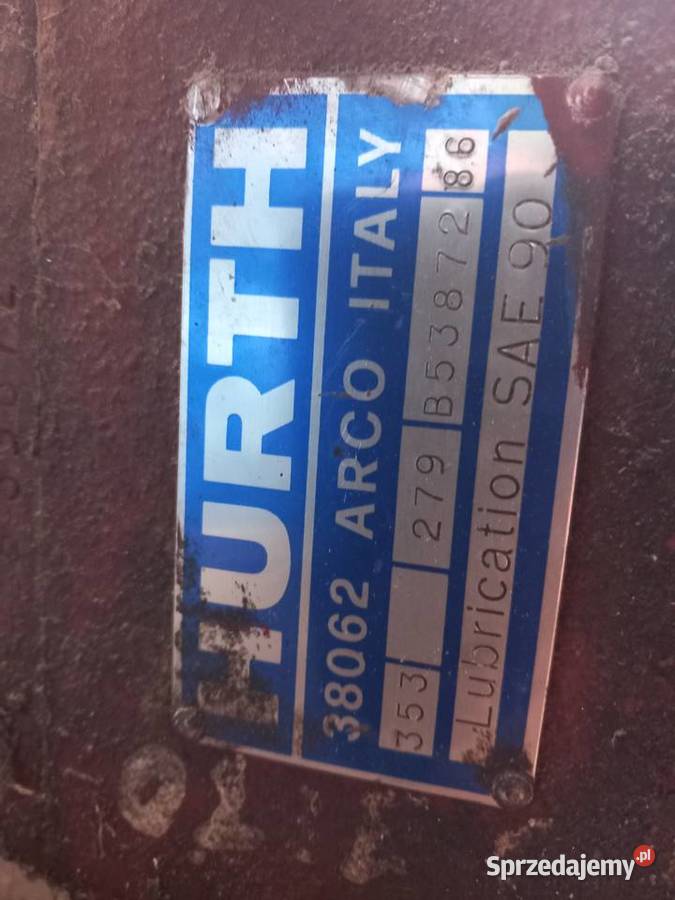 HURTH
38062 ARCO ITALY
353 279 B53872 86
Lubrication SAE 90
Sprzedajemy.pl